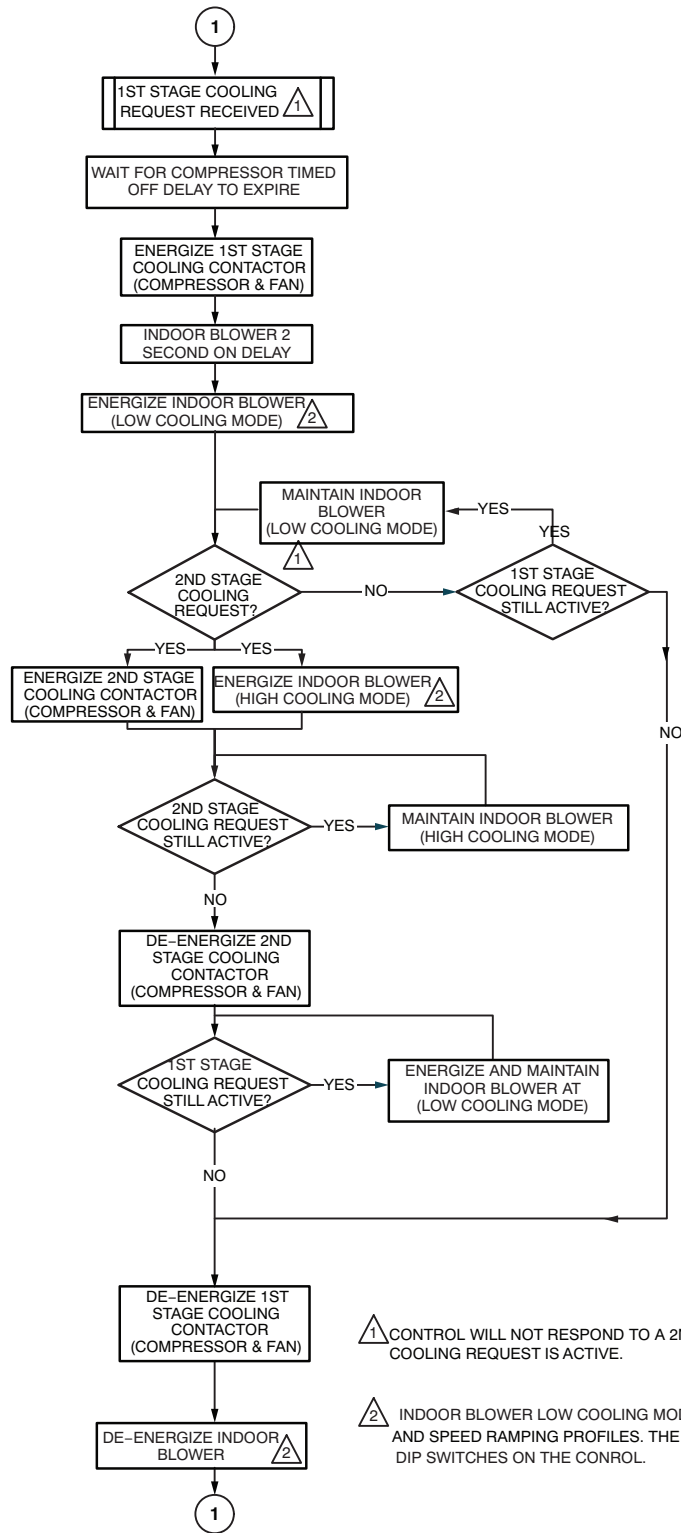 1
1ST STAGE COOLING
REQUEST RECEIVED 1
WAIT FOR COMPRESSOR TIMED
OFF DELAY TO EXPIRE
ENERGIZE 1ST STAGE
COOLING CONTACTOR
(COMPRESSOR & FAN)
INDOOR BLOWER 2
SECOND ON DELAY
ENERGIZE INDOOR BLOWER
(LOW COOLING MODE) 2
MAINTAIN INDOOR
BLOWER
(LOW COOLING MODE)
1
YES
YES
2ND STAGE
COOLING
REQUEST?
NO
1ST STAGE
COOLING REQUEST
STILL ACTIVE?
YES
YES
ENERGIZE 2ND STAGE
COOLING CONTACTOR
(COMPRESSOR & FAN)
ENERGIZE INDOOR BLOWER
(HIGH COOLING MODE) 2
NO
2ND STAGE
COOLING REQUEST
STILL ACTIVE?
YES
MAINTAIN INDOOR BLOWER
(HIGH COOLING MODE)
NO
DE-ENERGIZE 2ND
STAGE COOLING
CONTACTOR
(COMPRESSOR & FAN)
1ST STAGE
COOLING REQUEST
STILL ACTIVE?
YES
ENERGIZE AND MAINTAIN
INDOOR BLOWER AT
(LOW COOLING MODE)
NO
DE-ENERGIZE 1ST
STAGE COOLING
CONTACTOR
(COMPRESSOR & FAN)
1 CONTROL WILL NOT RESPOND TO A
COOLING REQUEST IS ACTIVE.
2 INDOOR BLOWER LOW COOLING
AND SPEED RAMPING PROFILES. THE
DIP SWITCHES ON THE CONROL.
DE-ENERGIZE INDOOR
BLOWER 2
1